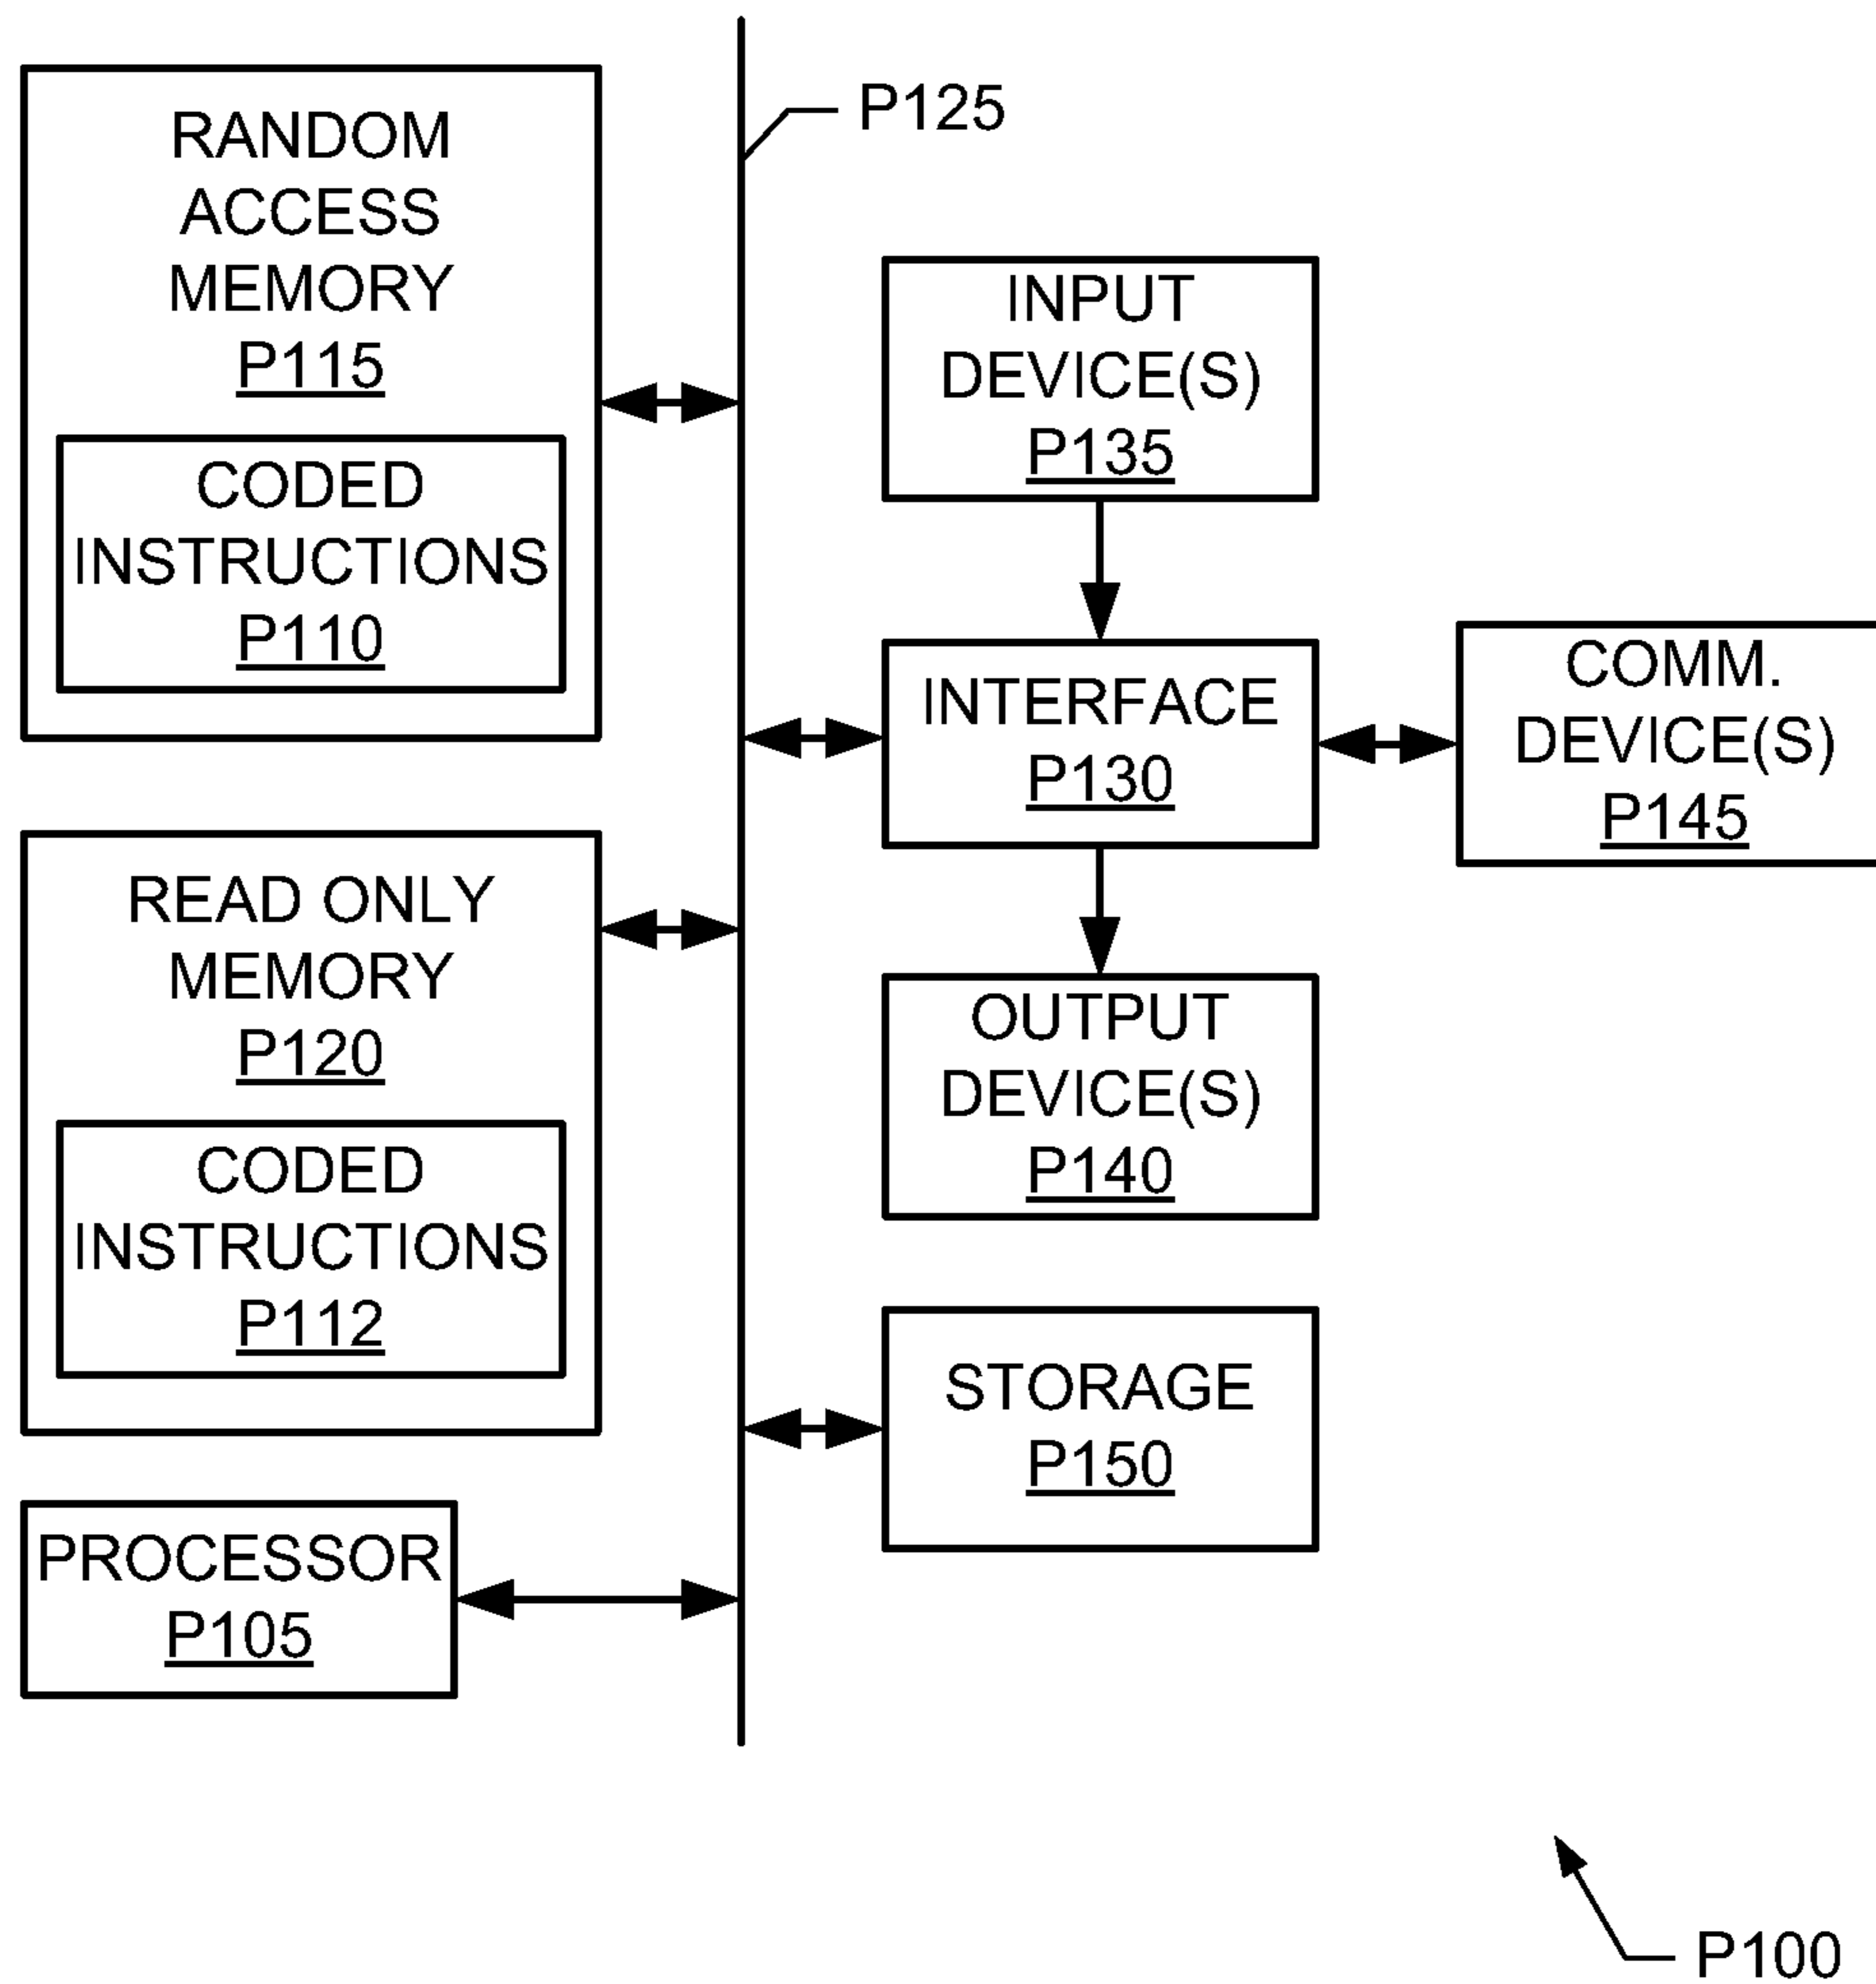 RANDOM
ACCESS
MEMORY
P115
CODED
INSTRUCTIONS
P110
READ ONLY
MEMORY
P120
CODED
INSTRUCTIONS
P112
PROCESSOR
P105
P125
INPUT
DEVICE(S)
P135
INTERFACE
P130
COMM.
DEVICE(S)
P145
OUTPUT
DEVICE(S)
P140
STORAGE
P150
P100